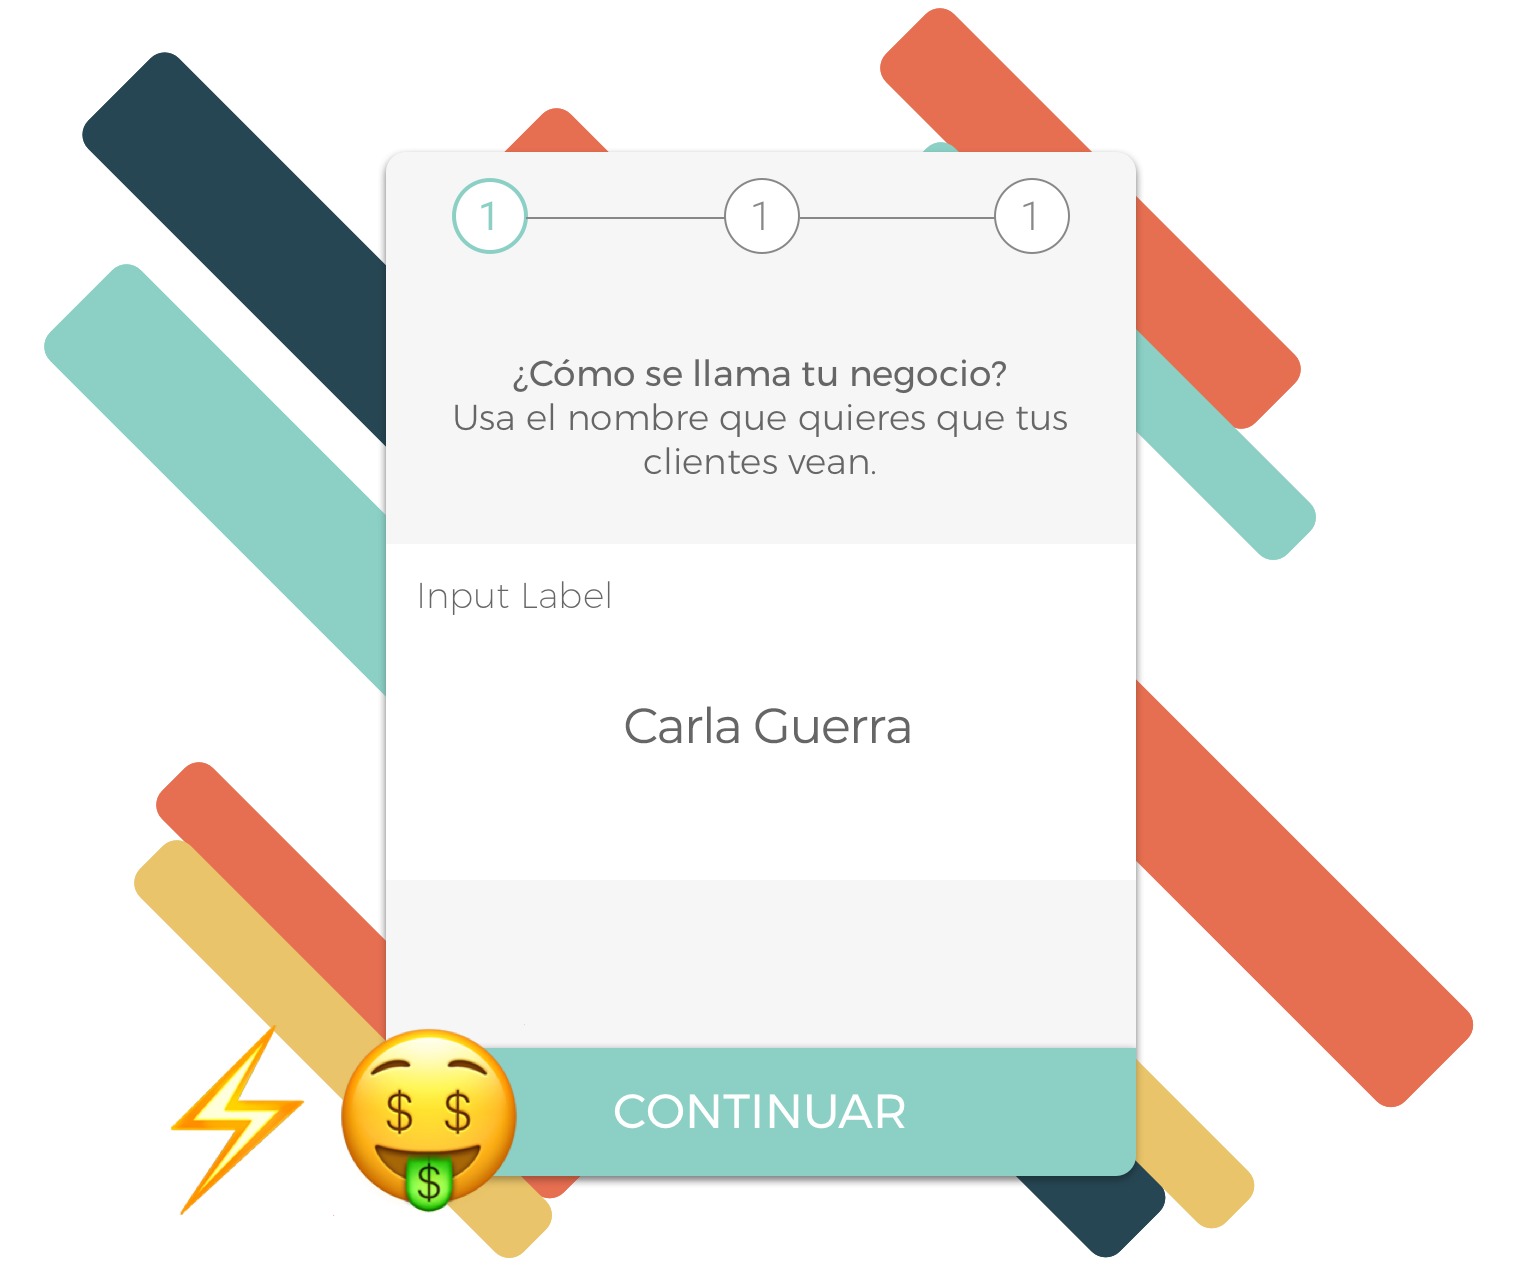 1 1 1
¿Cómo se llama tu negocio?
Usa el nombre que quieres que tus
clientes vean.
Input Label
Carla Guerra
CONTINUAR
$ $
$